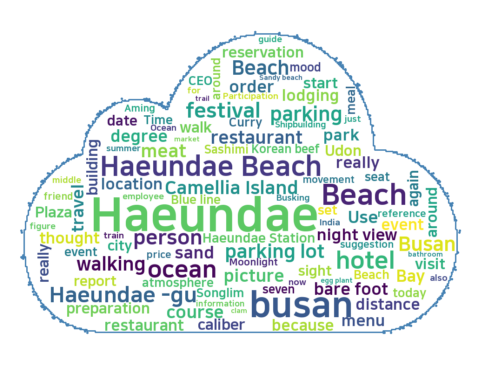 guide
reservation
Beach mood
Sandy beach
CEO around order start
for trail Participation lodging meal
Aming festival parking
date Time Ocean Curry Shipbuilding just
degree walk restaurant park
summer market
building meat Sashimi Korean beef Udon really
Haeundae Beach
location Camellia Island movement seat again
travel Blue line Busking Beach
middle employee
friend Haeundae set Use reference around
Plaza India event
figure
thought train person Haeundae Station night view Busan
city suggestion
event price sand parking lot bathroom
really walking ocean Moonlight sight hotel visit
report atmosphere picture egg plant Beach Bay also
Haeundae -gu Songlim seven now bare foot today
preparation information busan distance
course clam
restaurant caliber because menu